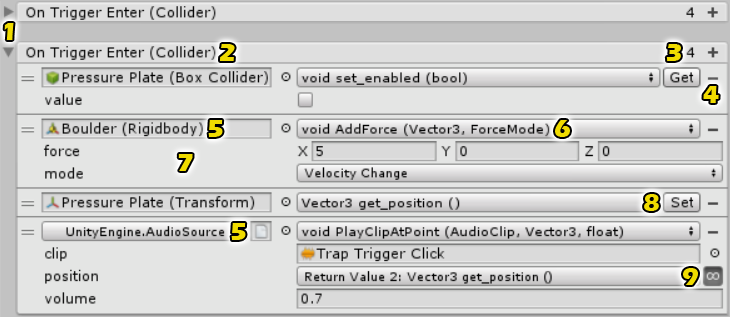 On Trigger Enter (Collider) 4 +
1
On Trigger Enter (Collider) 2 3 4 +
Pressure Plate (Box Collider) void set_enabled (bool) Get
value 4
Boulder (Rigidbody) 5 void AddForce (Vector3, ForceMode) 6
force X 5 Y 0 Z 0
7
mode Velocity Change
Pressure Plate (Transform) Vector3 get_position () 8 Set
UnityEngine.AudioSource 5 void PlayClipAtPoint (AudioClip, Vector3, float)
clip Trap Trigger Click
position Return Value 2: Vector3 get_position () 9
volume 0.7